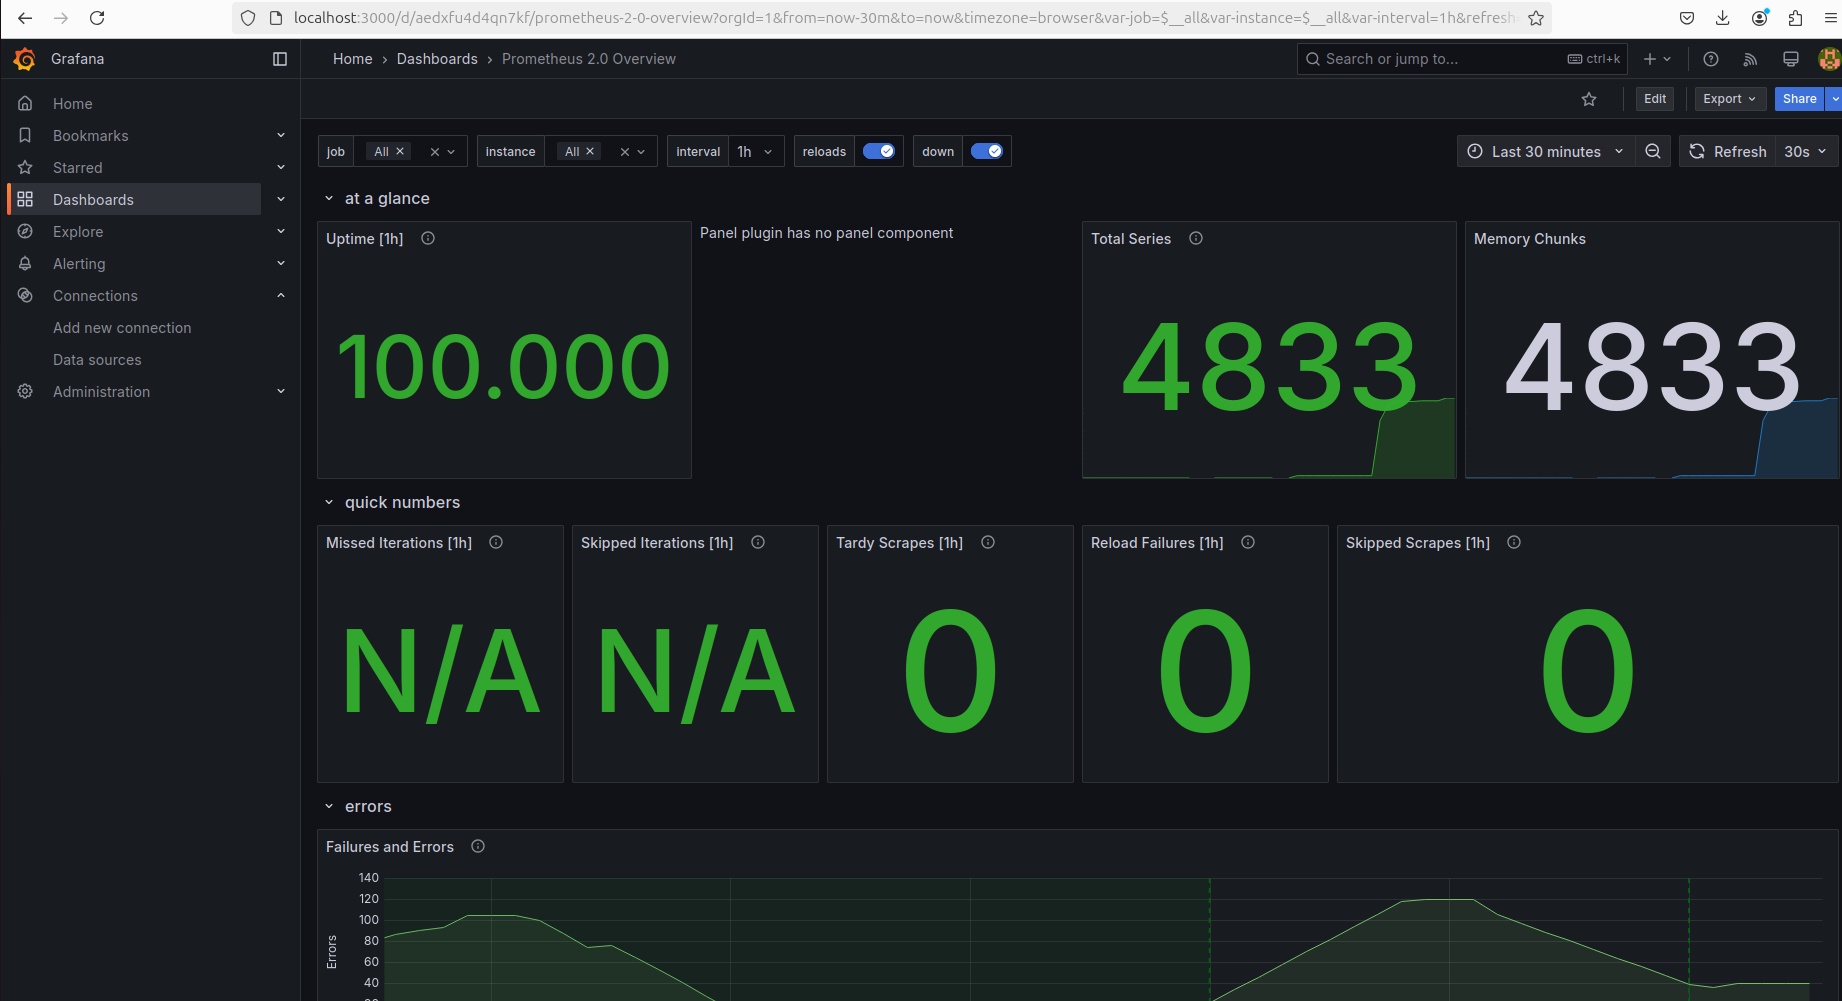 localhost:3000/d/aedxfu4d4qn7kf/prometheus-2-0-overview?orgId=1&from=now-30m&to=now&timezone=browser&var-job=$__all&var-instance=$__all&var-interval=1h&refresh
Grafana
Home › Dashboards › Prometheus 2.0 Overview
Search or jump to... ctrl+k
Edit Export Share
Home
Bookmarks
Starred
Dashboards
Explore
Alerting
Connections
Add new connection
Data sources
Administration
job All instance All interval 1h reloads down Last 30 minutes Refresh 30s
at a glance
Uptime [1h]
100.000
Panel plugin has no panel component
Total Series
4833
Memory Chunks
4833
quick numbers
Missed Iterations [1h]
N/A
Skipped Iterations [1h]
N/A
Tardy Scrapes [1h]
0
Reload Failures [1h]
0
Skipped Scrapes [1h]
0
errors
Failures and Errors
Errors
140
120
100
80
60
40